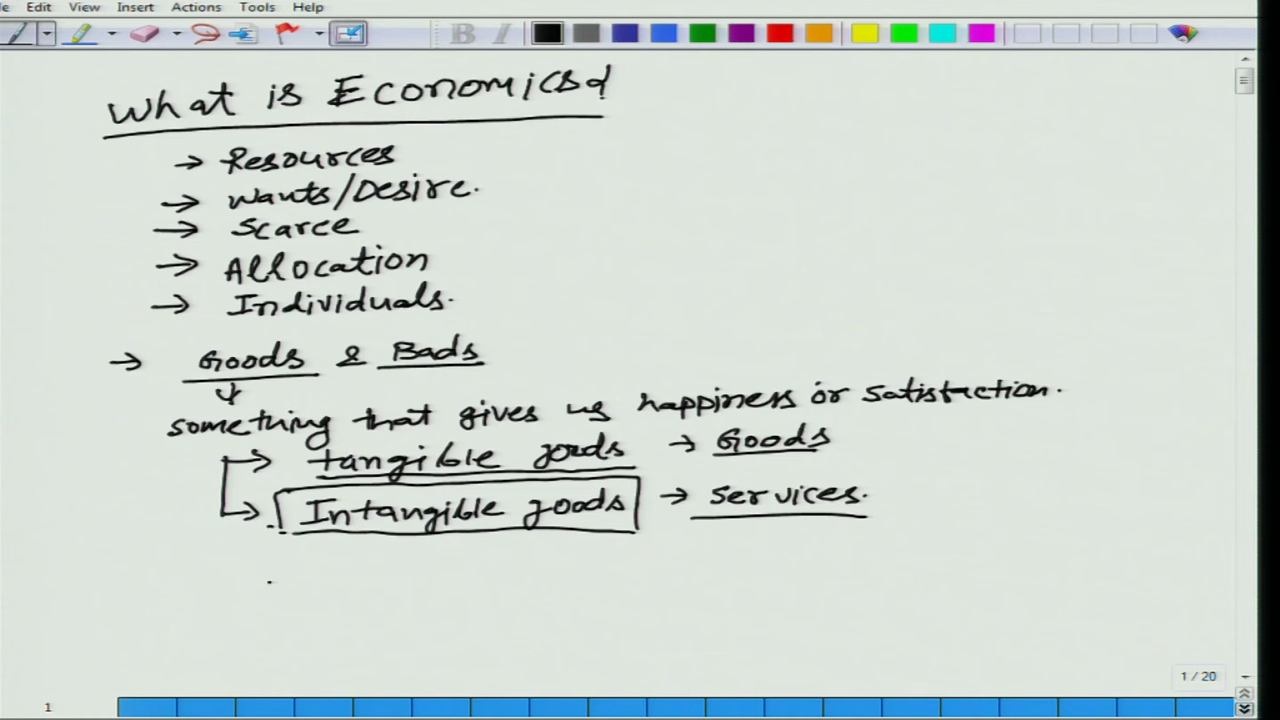 Edit View Insert Actions Tools Help
B I
What is Economics?
→ Resources
→ Wants/Desire.
→ Scarce
→ Allocation
→ Individuals.
→ Goods & Bads
something that gives us happiness or satisfaction.
→ tangible goods → Goods
→ Intangible goods → services.
1 / 20
1